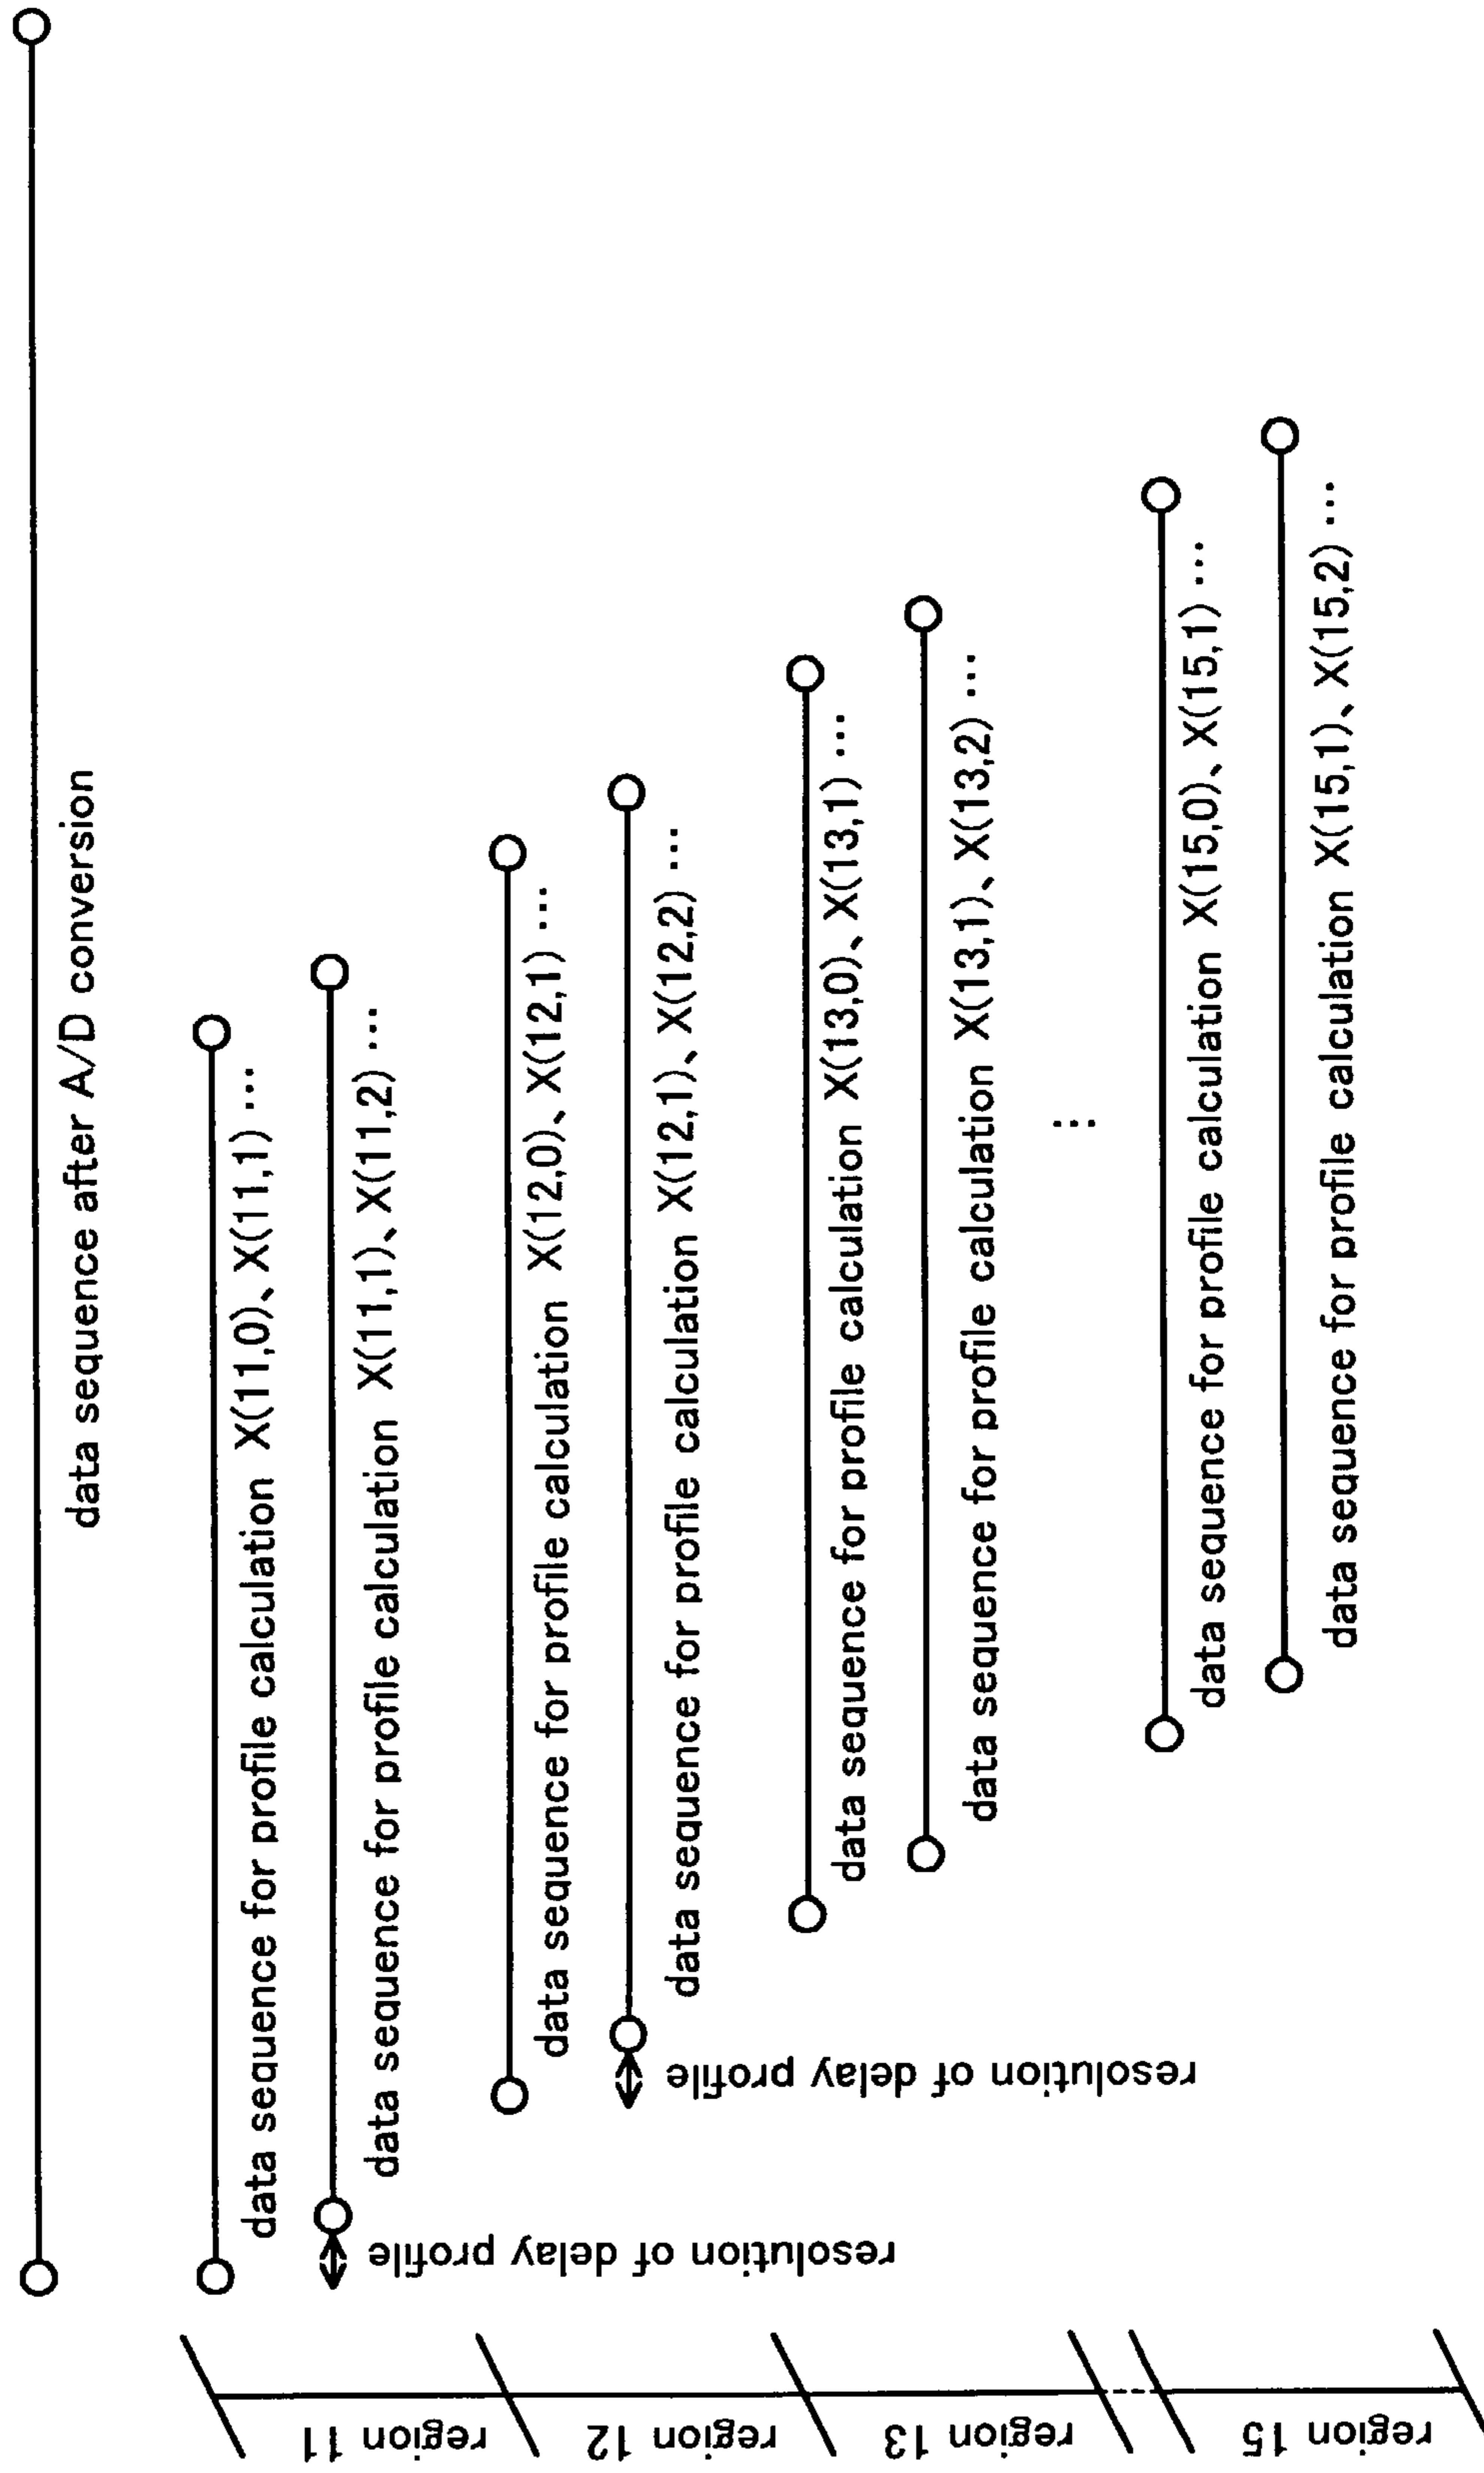 data sequence after A/D conversion
region 11
data sequence for profile calculation X(11,0)、X(11,1) …
data sequence for profile calculation X(11,1)、X(11,2) …
resolution of delay profile
region 12
data sequence for profile calculation X(12,0)、X(12,1) …
data sequence for profile calculation X(12,1)、X(12,2) …
resolution of delay profile
region 13
data sequence for profile calculation X(13,0)、X(13,1) …
data sequence for profile calculation X(13,1)、X(13,2) …
…
region 15
data sequence for profile calculation X(15,0)、X(15,1) …
data sequence for profile calculation X(15,1)、X(15,2) …